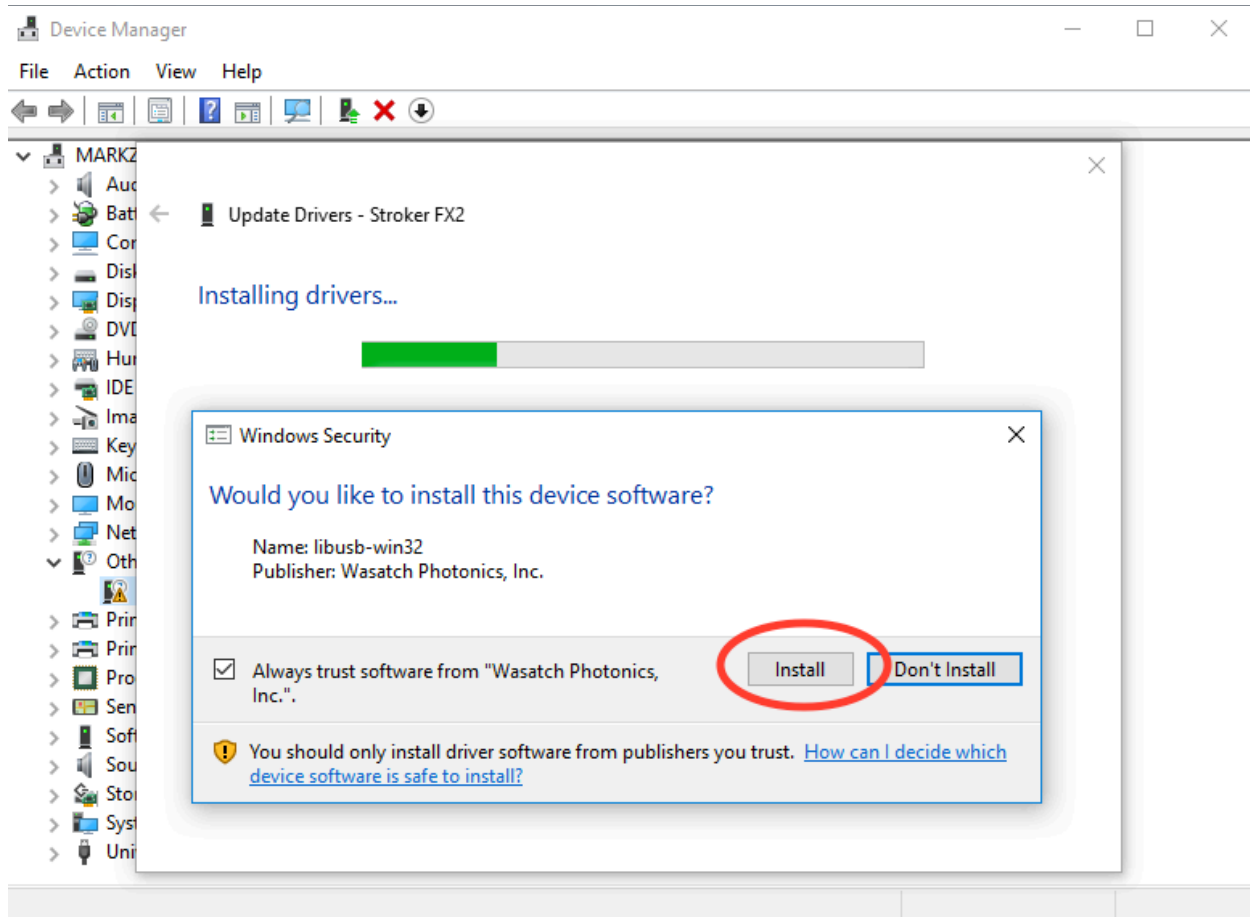 Device Manager
File Action View Help
MARKZ
Aud
Batt
Cor
Disk
Disp
DVD
Hur
IDE
Ima
Key
Mic
Mo
Net
Oth
Prin
Prin
Pro
Sen
Soft
Sou
Stor
Syst
Uni
Update Drivers - Stroker FX2
Installing drivers...
Windows Security
Would you like to install this device software?
Name: libusb-win32
Publisher: Wasatch Photonics, Inc.
Always trust software from "Wasatch Photonics,
Inc.".
Install
Don't Install
You should only install driver software from publishers you trust. How can I decide which
device software is safe to install?